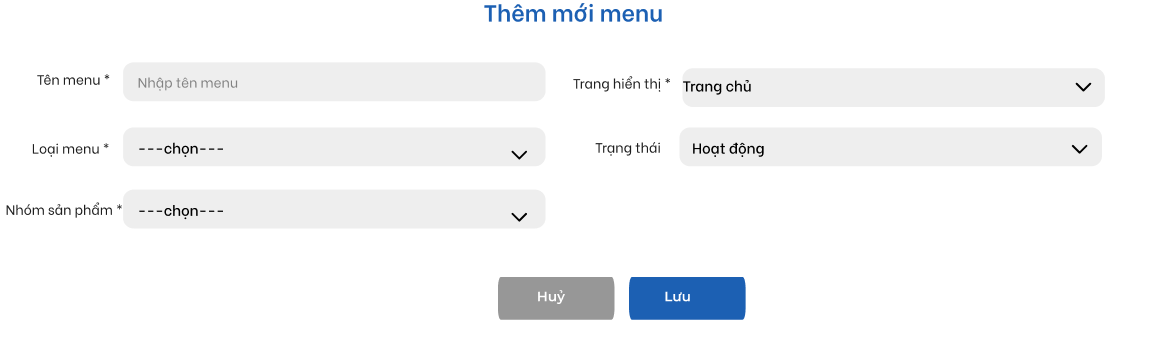 Thêm mới menu
Tên menu * Nhập tên menu Trang hiển thị * Trang chủ
Loại menu * ---chọn--- Trạng thái Hoạt động
Nhóm sản phẩm * ---chọn---
Huỷ Lưu